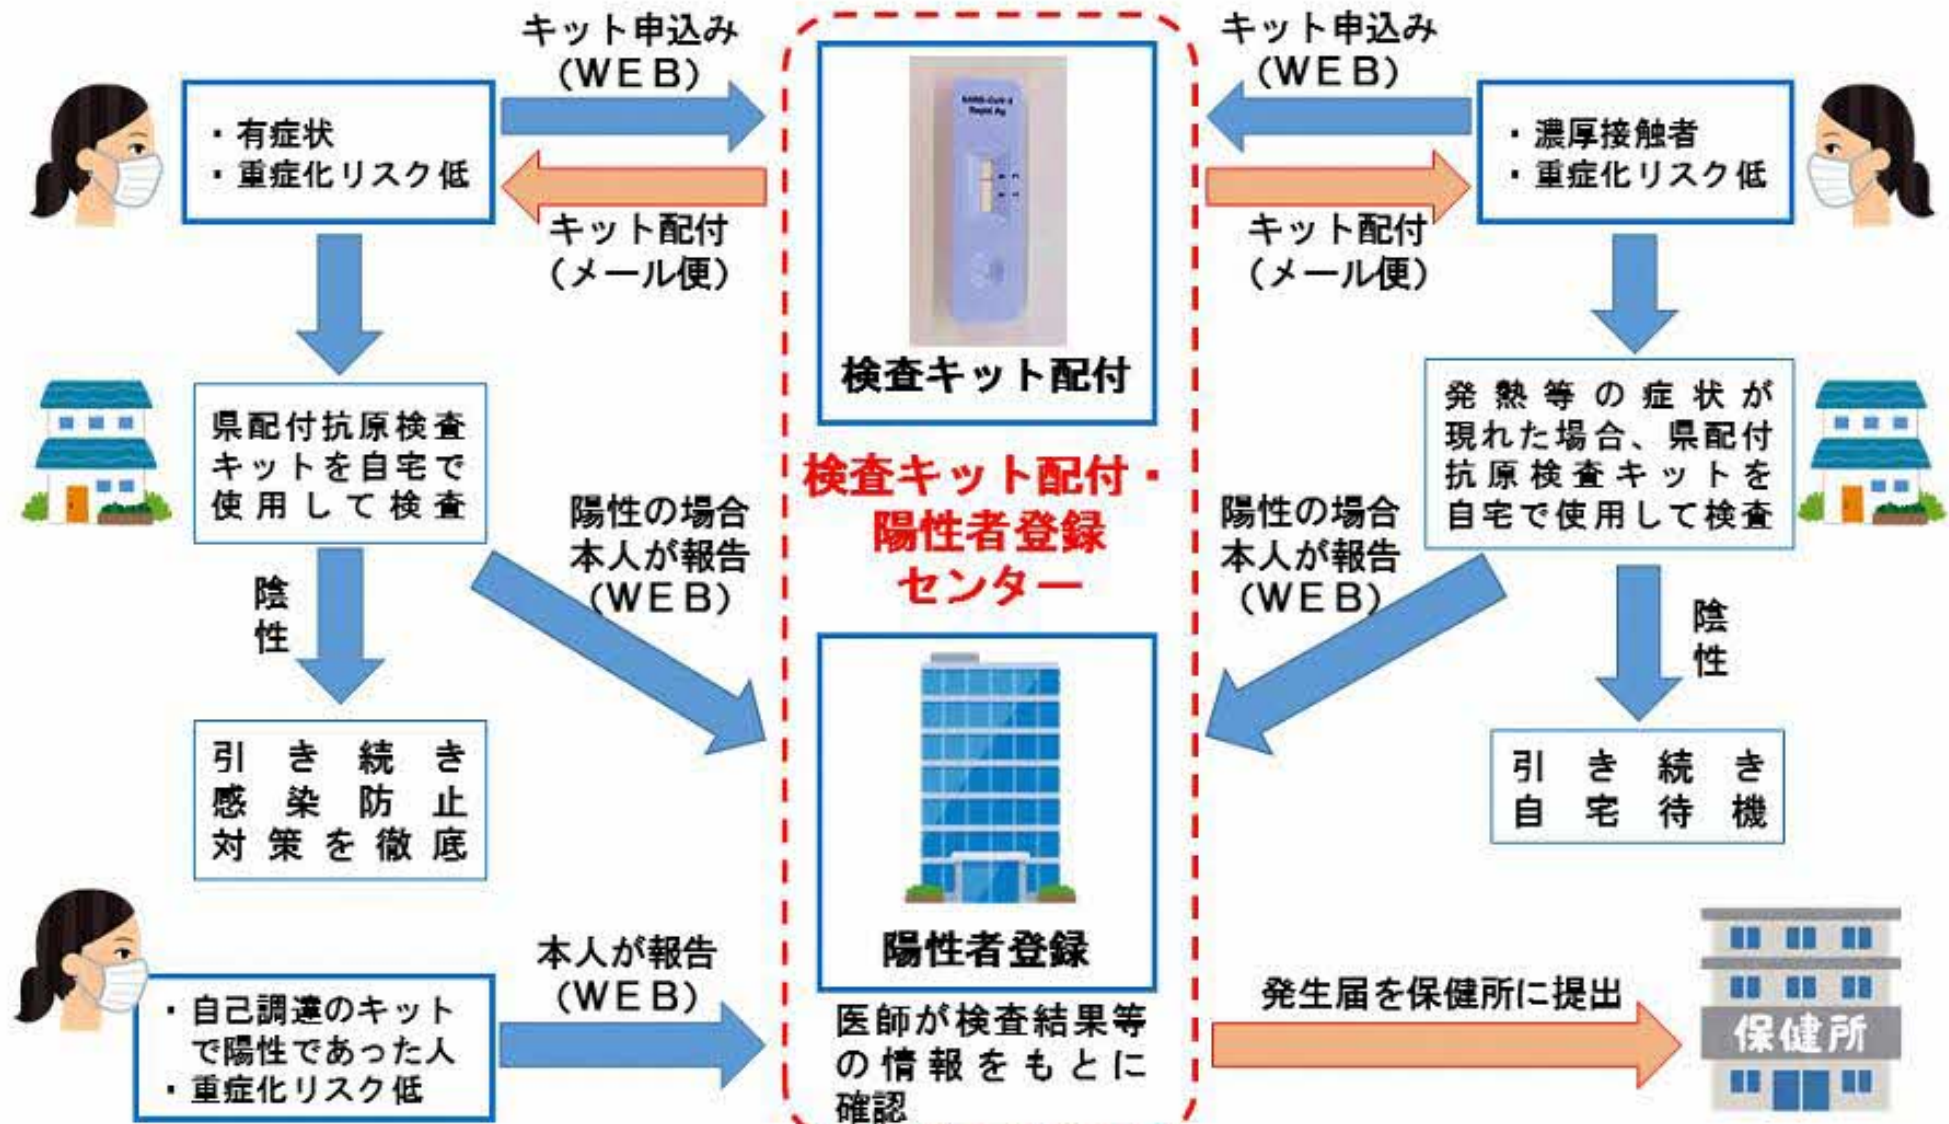 キット申込み
（ＷＥＢ）
・有症状
・重症化リスク低
キット配付
（メール便）
県配付抗原検査
キットを自宅で
使用して検査
陰性
陽性の場合
本人が報告
（ＷＥＢ）
引き続き
感染防止
対策を徹底
・自己調達のキット
で陽性であった人
・重症化リスク低
本人が報告
（ＷＥＢ）
SARS-CoV-2
Rapid Ag
検査キット配付
検査キット配付・
陽性者登録
センター
陽性者登録
医師が検査結果等
の情報をもとに
確認
キット申込み
（ＷＥＢ）
・濃厚接触者
・重症化リスク低
キット配付
（メール便）
発熱等の症状が
現れた場合、県配付
抗原検査キットを
自宅で使用して検査
陽性の場合
本人が報告
（ＷＥＢ）
陰性
引き続き
自宅待機
発生届を保健所に提出
保健所